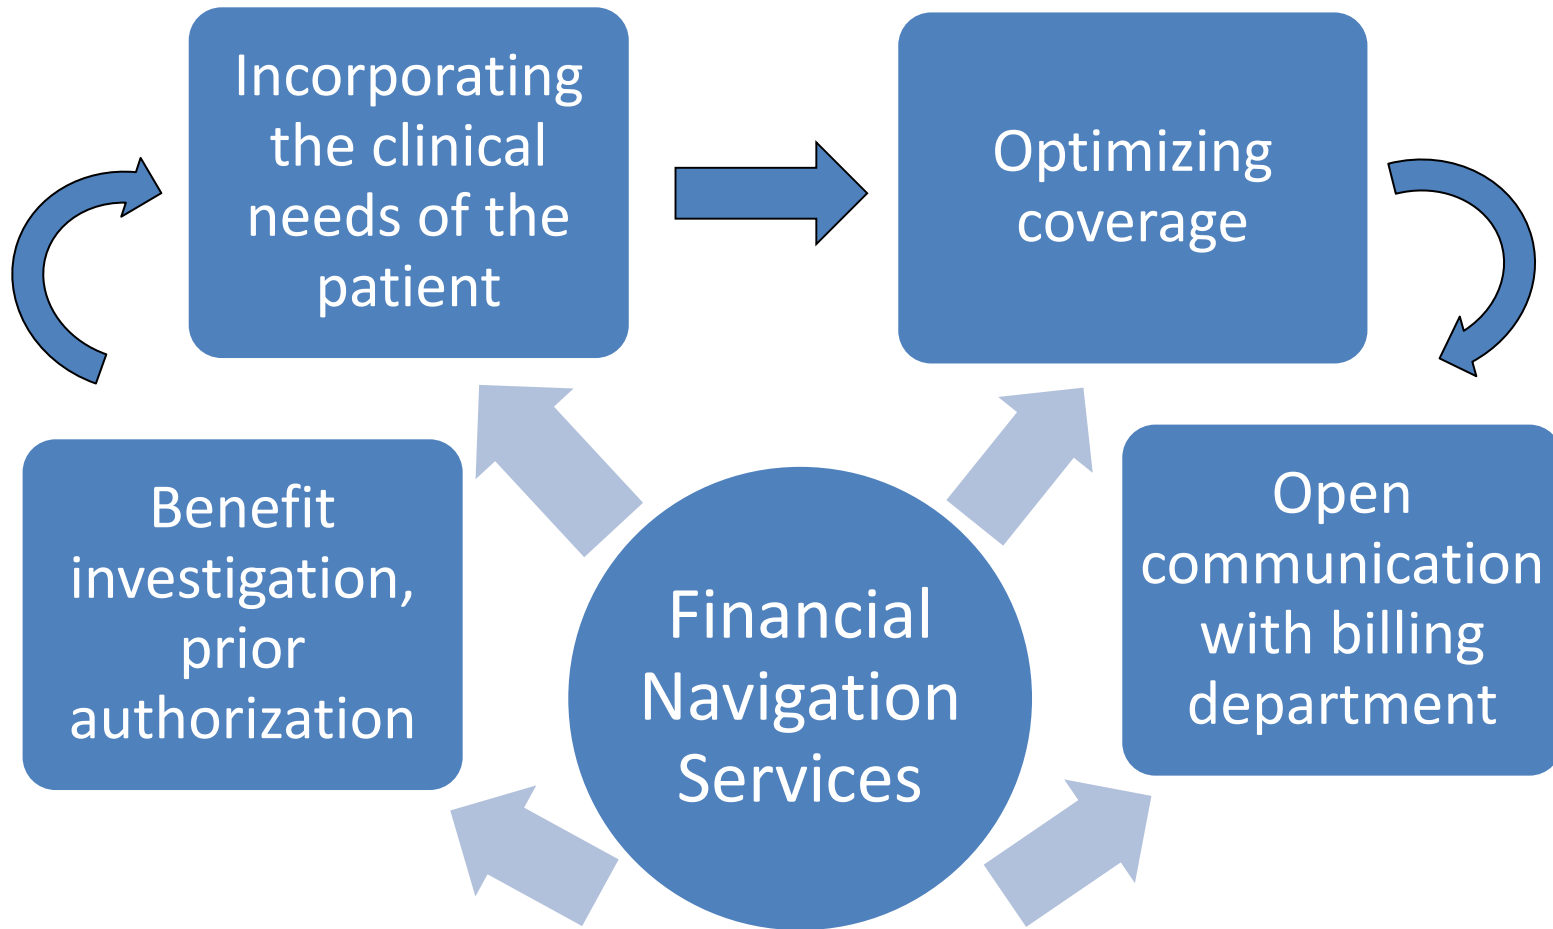 Incorporating
the clinical
needs of the
patient
Optimizing
coverage
Benefit
investigation,
prior
authorization
Financial
Navigation
Services
Open
communication
with billing
department